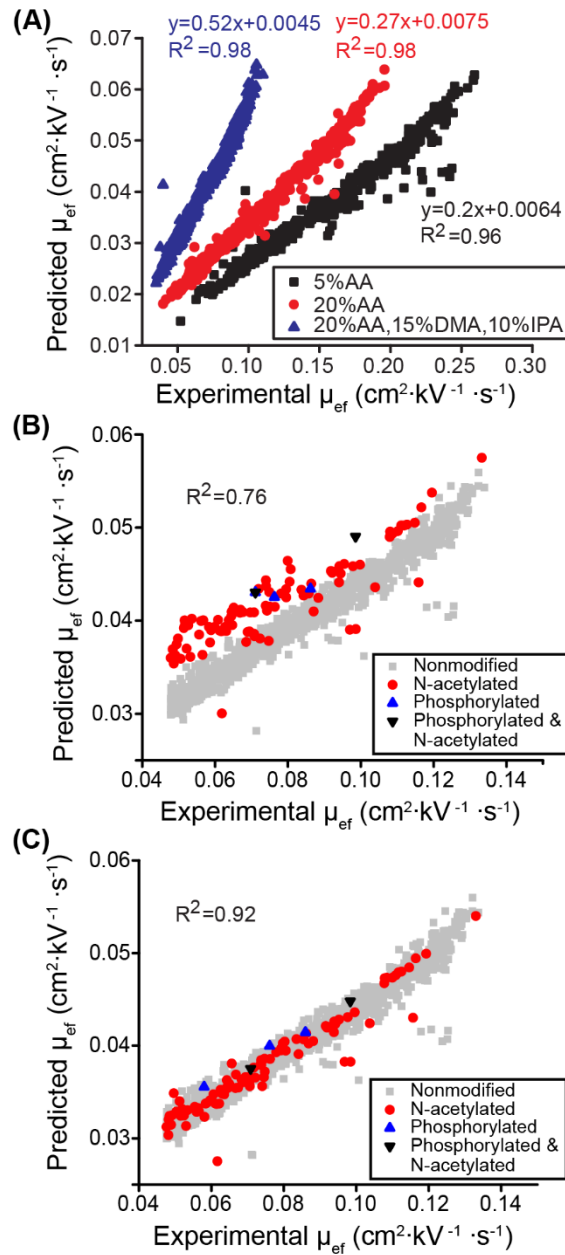 (A)
y=0.52x+0.0045
R²=0.98
y=0.27x+0.0075
R²=0.98
0.07
0.06
0.05
0.04
0.03
0.02
0.01
Predicted μef (cm²·kV⁻¹ ·s⁻¹)
y=0.2x+0.0064
R²=0.96
5%AA
20%AA
20%AA,15%DMA,10%IPA
0.05 0.10 0.15 0.20 0.25 0.30
Experimental μef (cm²·kV⁻¹ ·s⁻¹)
(B)
0.06
0.05
0.04
0.03
Predicted μef (cm²·kV⁻¹ ·s⁻¹)
R²=0.76
Nonmodified
N-acetylated
Phosphorylated
Phosphorylated &
N-acetylated
0.04 0.06 0.08 0.10 0.12 0.14
Experimental μef (cm²·kV⁻¹ ·s⁻¹)
(C)
0.06
0.05
0.04
0.03
Predicted μef (cm²·kV⁻¹ ·s⁻¹)
R²=0.92
Nonmodified
N-acetylated
Phosphorylated
Phosphorylated &
N-acetylated
0.04 0.06 0.08 0.10 0.12 0.14
Experimental μef (cm²·kV⁻¹ ·s⁻¹)